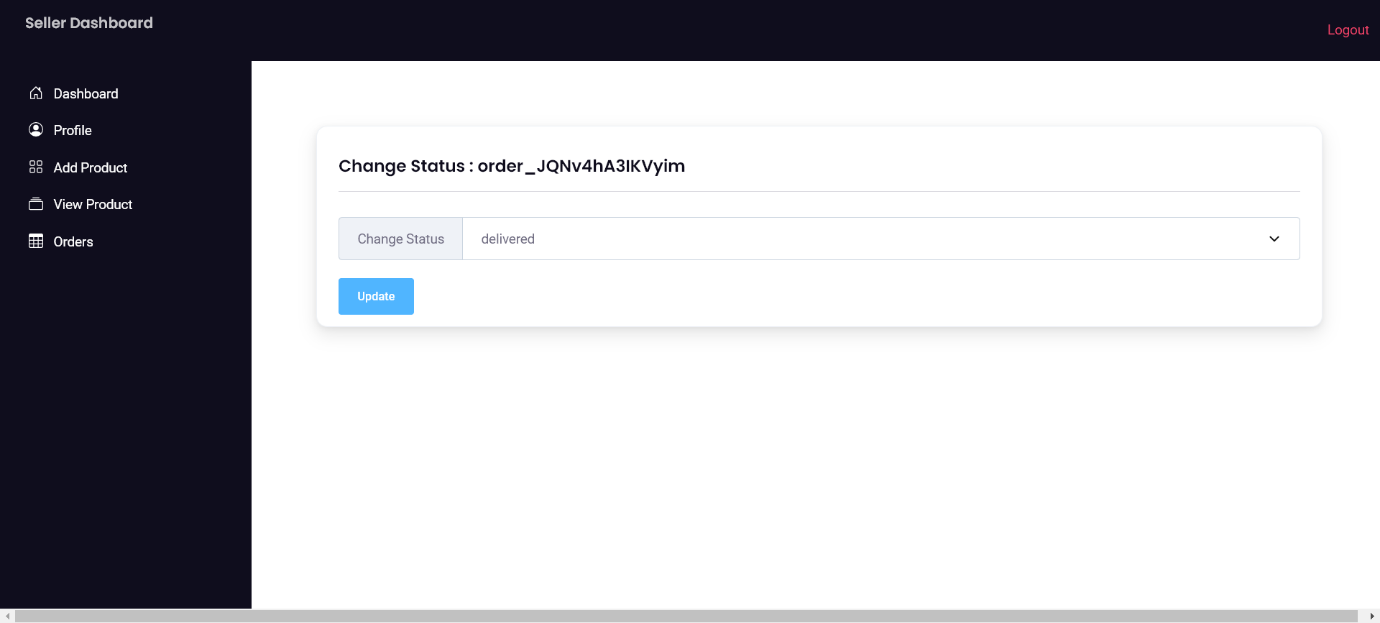 Seller Dashboard
Logout
Dashboard
Profile
Add Product
View Product
Orders
Change Status : order_JQNv4hA3IKVyim
Change Status
delivered
Update